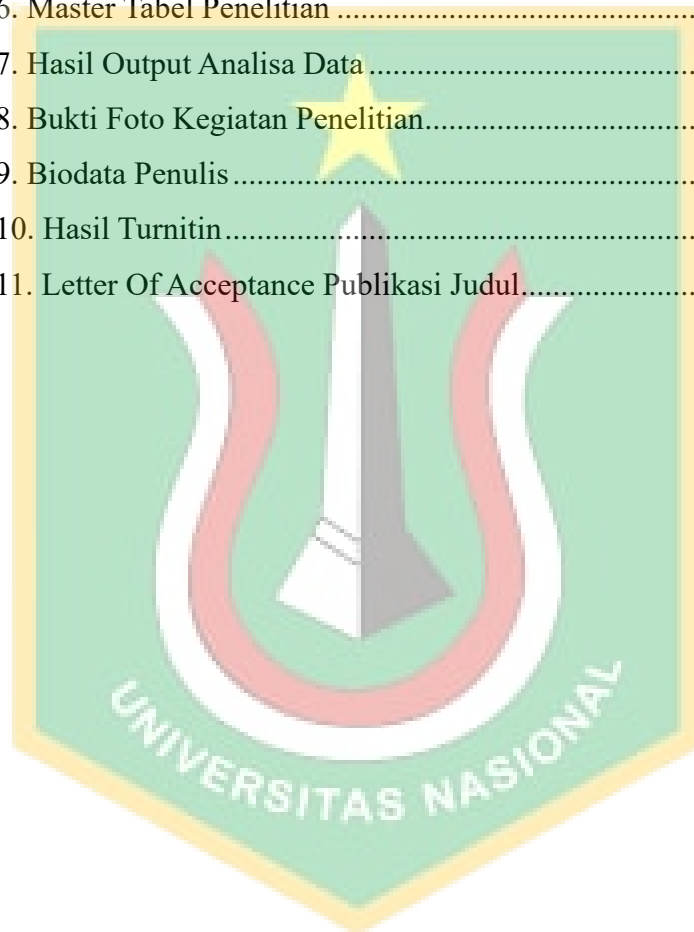 6. Master Tabel Penelitian ................................................
7. Hasil Output Analisa Data ............................................
8. Bukti Foto Kegiatan Penelitian.....................................
9. Biodata Penulis ..............................................................
10. Hasil Turnitin ...............................................................
11. Letter Of Acceptance Publikasi Judul........................
UNIVERSITAS NASIONAL